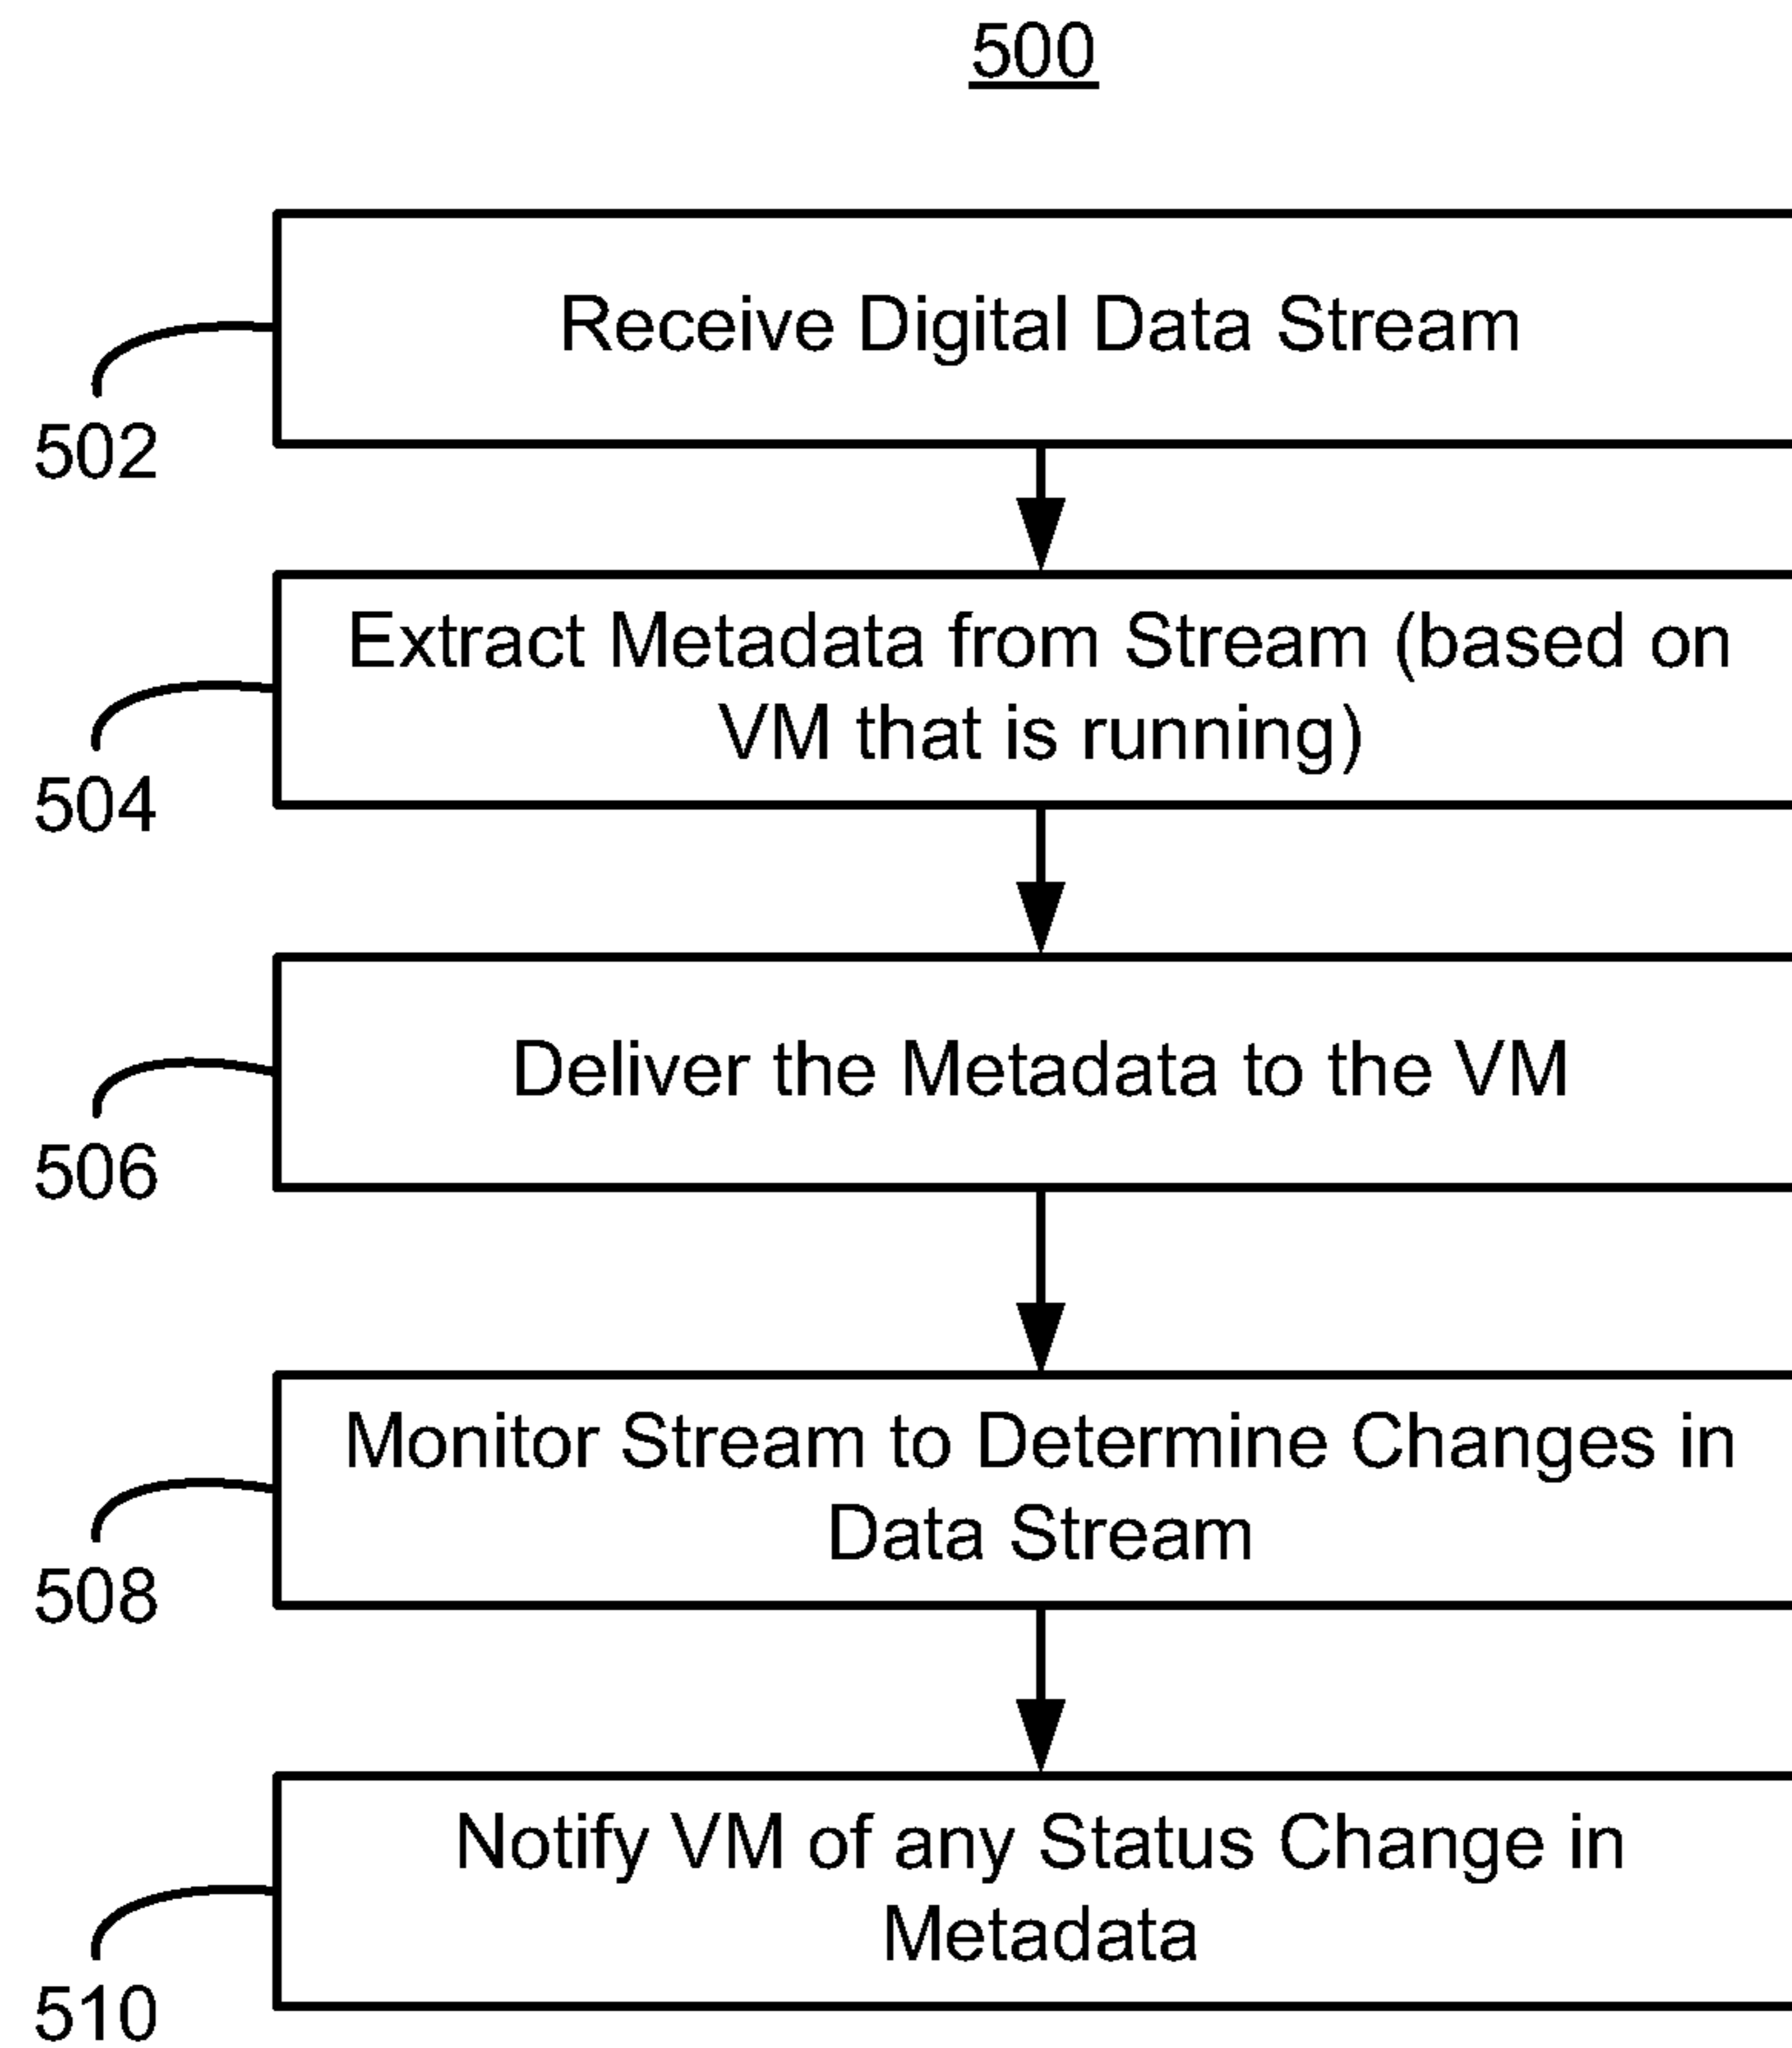 500
Receive Digital Data Stream
502
Extract Metadata from Stream (based on
VM that is running)
504
Deliver the Metadata to the VM
506
Monitor Stream to Determine Changes in
Data Stream
508
Notify VM of any Status Change in
Metadata
510